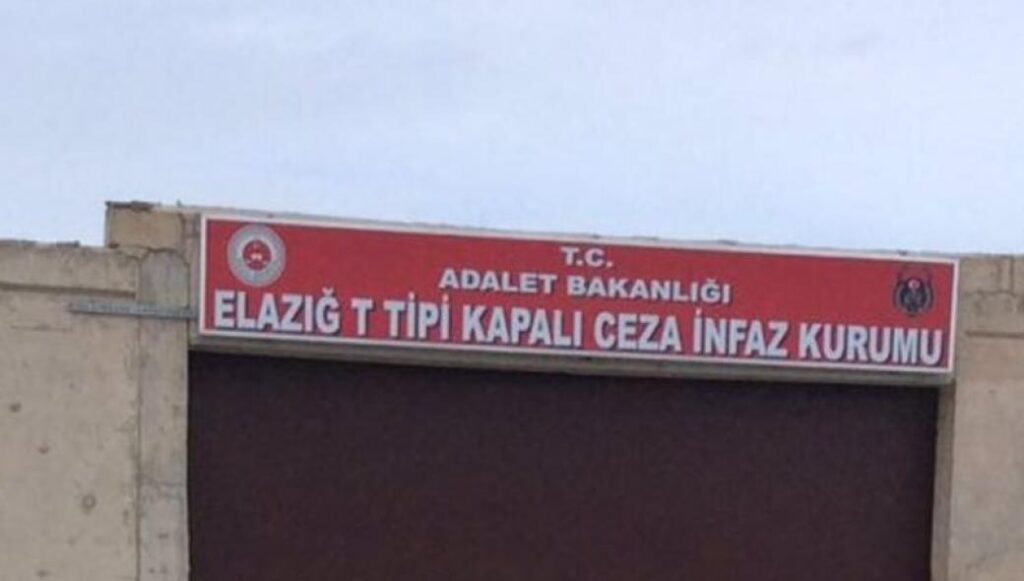 T.C.
ADALET BAKANLIĞI
ELAZIĞ T TİPİ KAPALI CEZA İNFAZ KURUMU